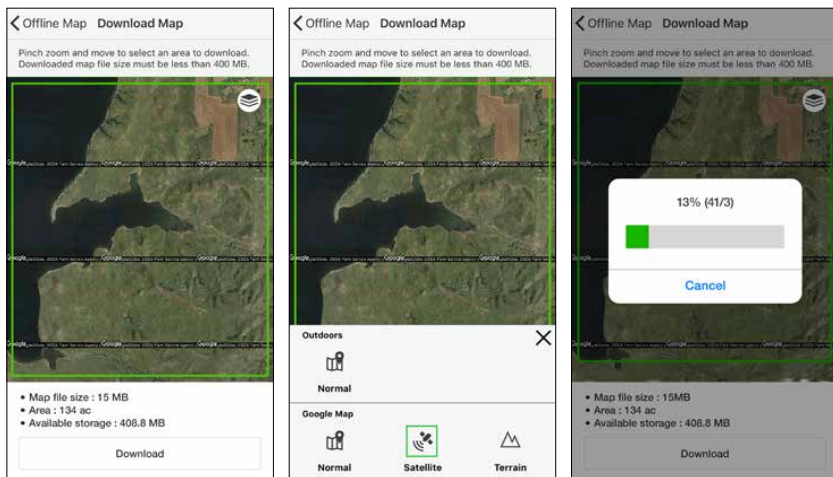 Offline Map Download Map
Pinch zoom and move to select an area to download.
Downloaded map file size must be less than 400 MB.
Google
Google
Google
• Map file size : 15 MB
• Area : 134 ac
• Available storage : 408.8 MB
Download
Offline Map Download Map
Pinch zoom and move to select an area to download.
Downloaded map file size must be less than 400 MB.
Google
Google
Outdoors
Normal
Google Map
Normal Satellite Terrain
Offline Map Download Map
Pinch zoom and move to select an area to download.
Downloaded map file size must be less than 400 MB.
13% (41/3)
Cancel
• Map file size : 15MB
• Area : 134 ac
• Available storage : 408.8 MB
Download